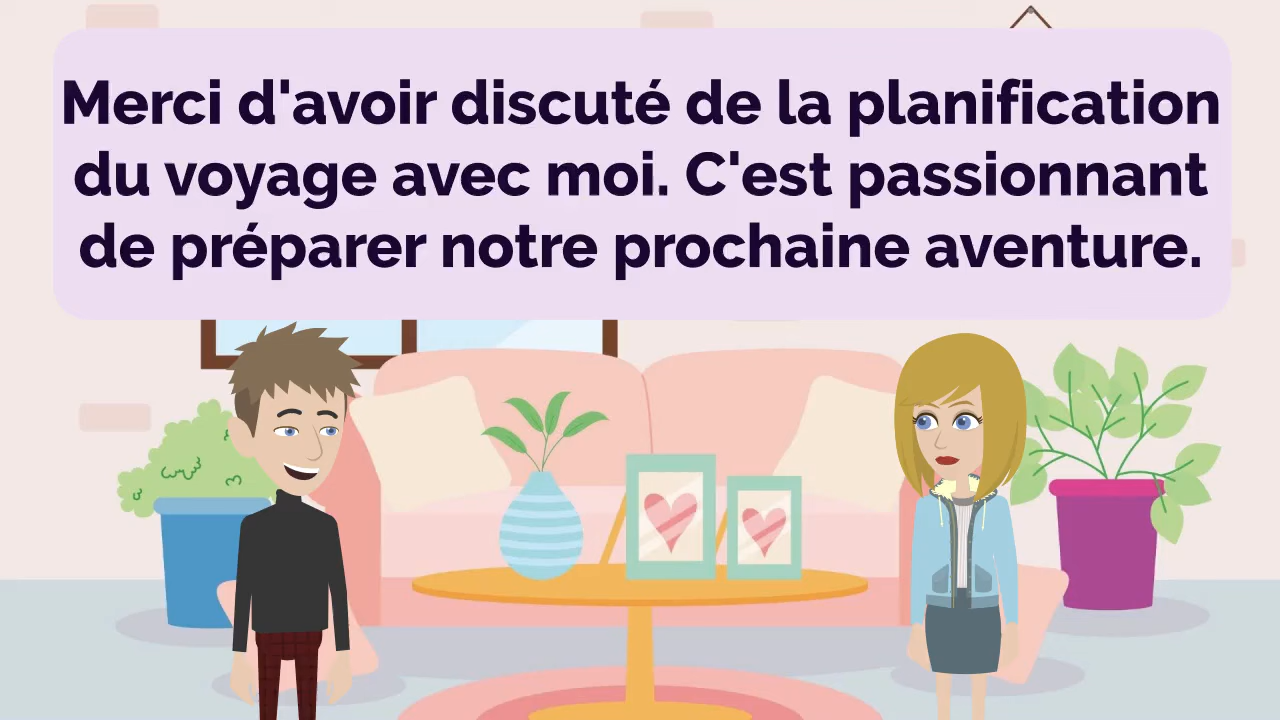 Merci d'avoir discuté de la planification
du voyage avec moi. C'est passionnant
de préparer notre prochaine aventure.